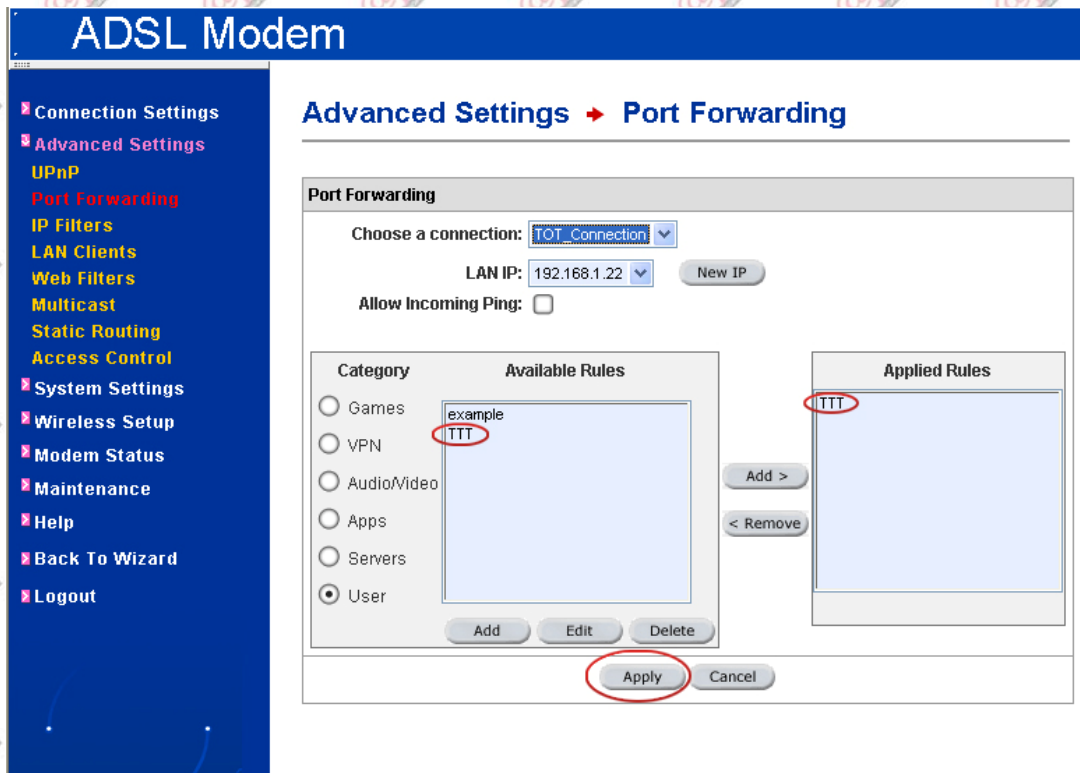 ADSL Modem
Connection Settings
Advanced Settings
UPnP
Port Forwarding
IP Filters
LAN Clients
Web Filters
Multicast
Static Routing
Access Control
System Settings
Wireless Setup
Modem Status
Maintenance
Help
Back To Wizard
Logout
Advanced Settings Port Forwarding
Port Forwarding
Choose a connection: TOT_Connection
LAN IP: 192.168.1.22 New IP
Allow Incoming Ping:
Category Available Rules
Games
VPN
Audio/Video
Apps
Servers
User
example
TTT
Add Edit Delete
Add >
< Remove
Applied Rules
TTT
Apply Cancel